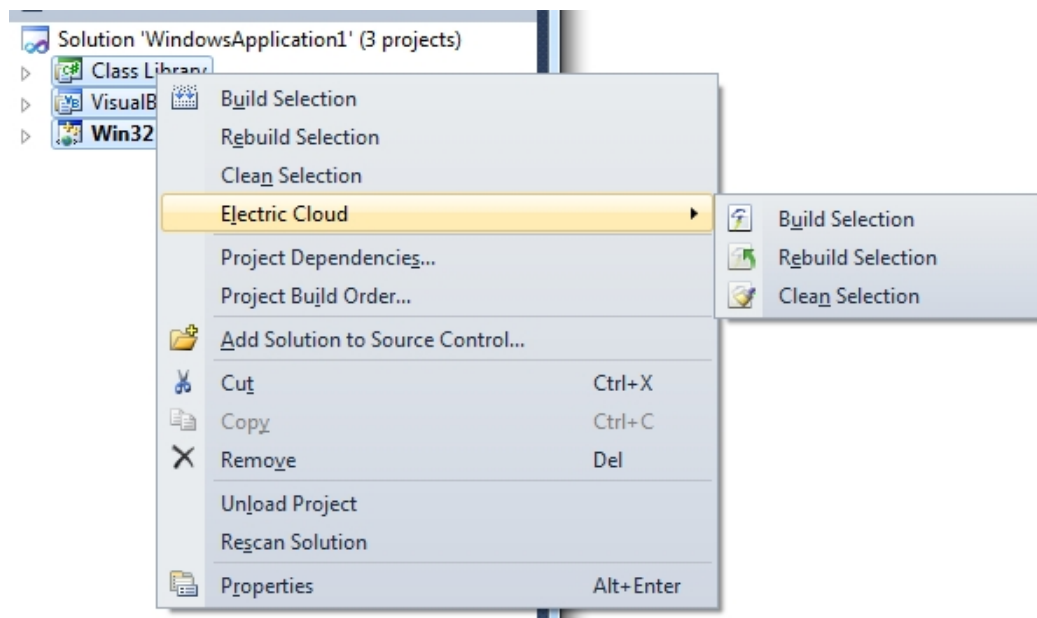 Solution 'WindowsApplication1' (3 projects)
Class Library
Win32
Build Selection
Rebuild Selection
Clean Selection
Electric Cloud
Build Selection
Rebuild Selection
Clean Selection
Project Dependencies...
Project Build Order...
Add Solution to Source Control...
Cut Ctrl+X
Copy Ctrl+C
Remove Del
Unload Project
Rescan Solution
Properties Alt+Enter